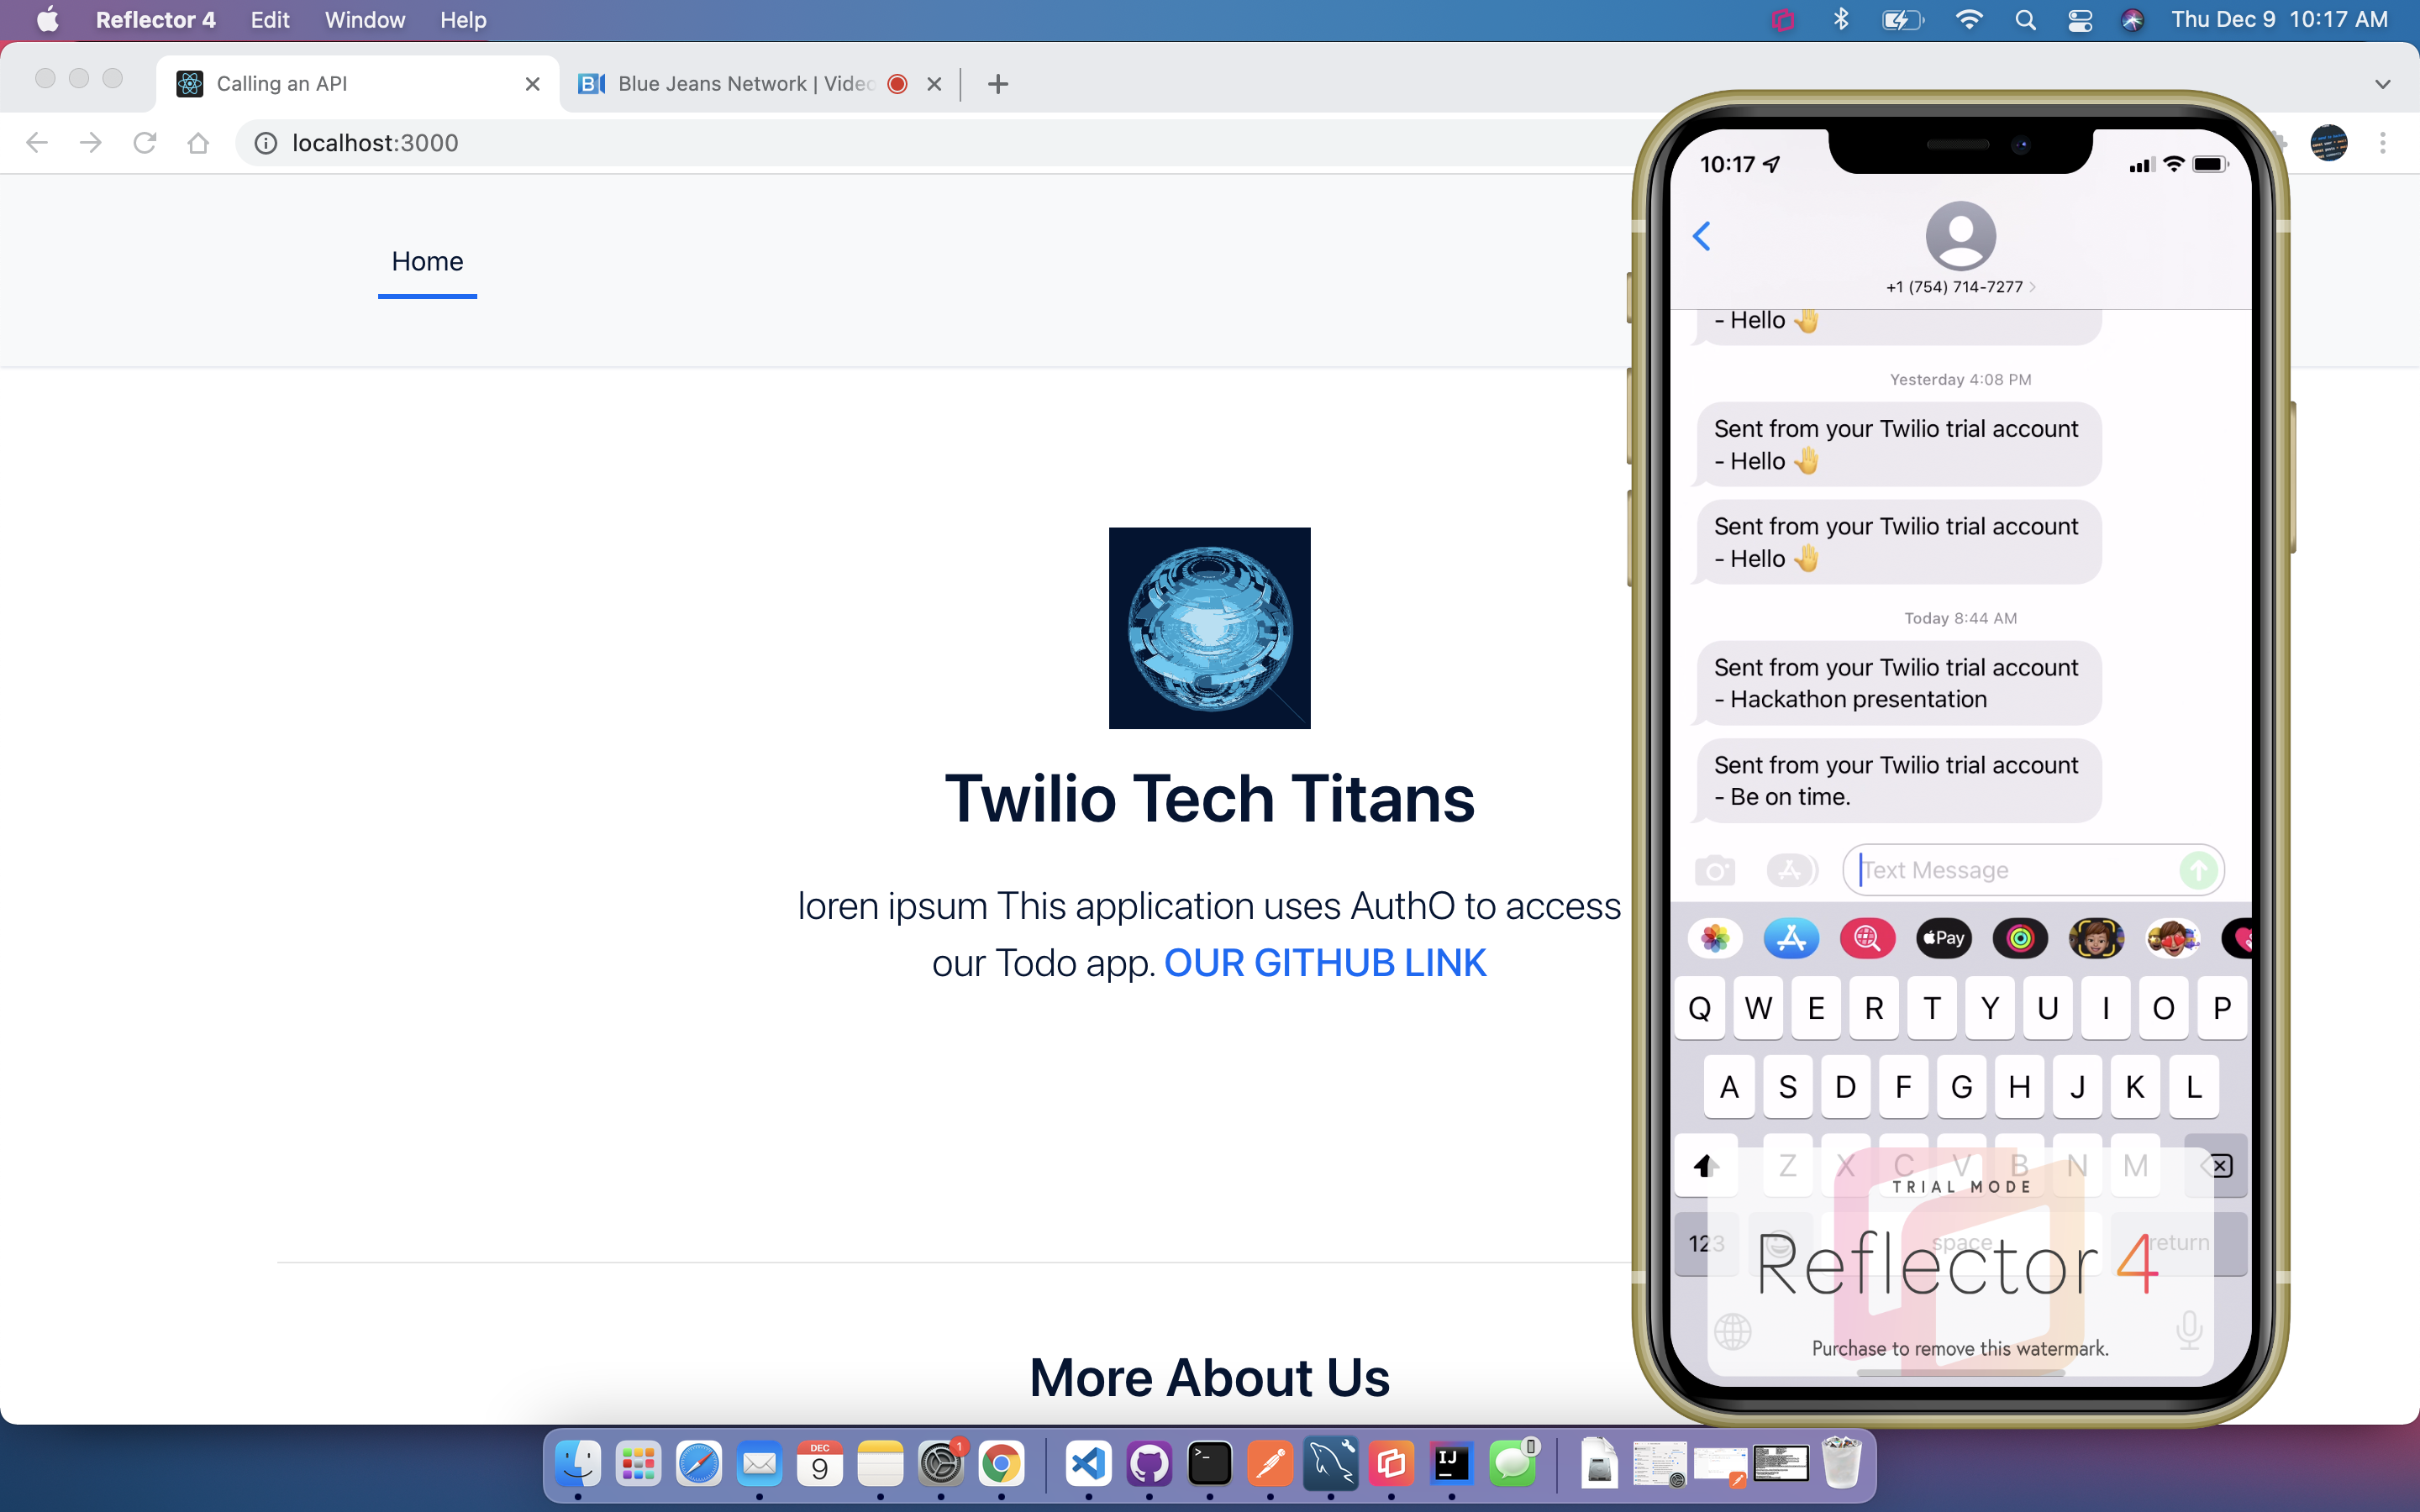 Reflector 4 Edit Window Help Thu Dec 9 10:17 AM
Calling an API
Blue Jeans Network | Video
localhost:3000
Home
Twilio Tech Titans
loren ipsum This application uses AuthO to access
our Todo app. OUR GITHUB LINK
More About Us
10:17
+1 (754) 714-7277
- Hello
Yesterday 4:08 PM
Sent from your Twilio trial account
- Hello
Sent from your Twilio trial account
- Hello
Today 8:44 AM
Sent from your Twilio trial account
- Hackathon presentation
Sent from your Twilio trial account
- Be on time.
Text Message
Pay
Q W E R T Y U I O P
A S D F G H J K L
Z X C V B N M
TRIAL MODE
123 space return
Reflector 4
Purchase to remove this watermark.
DEC
9
1
IJ